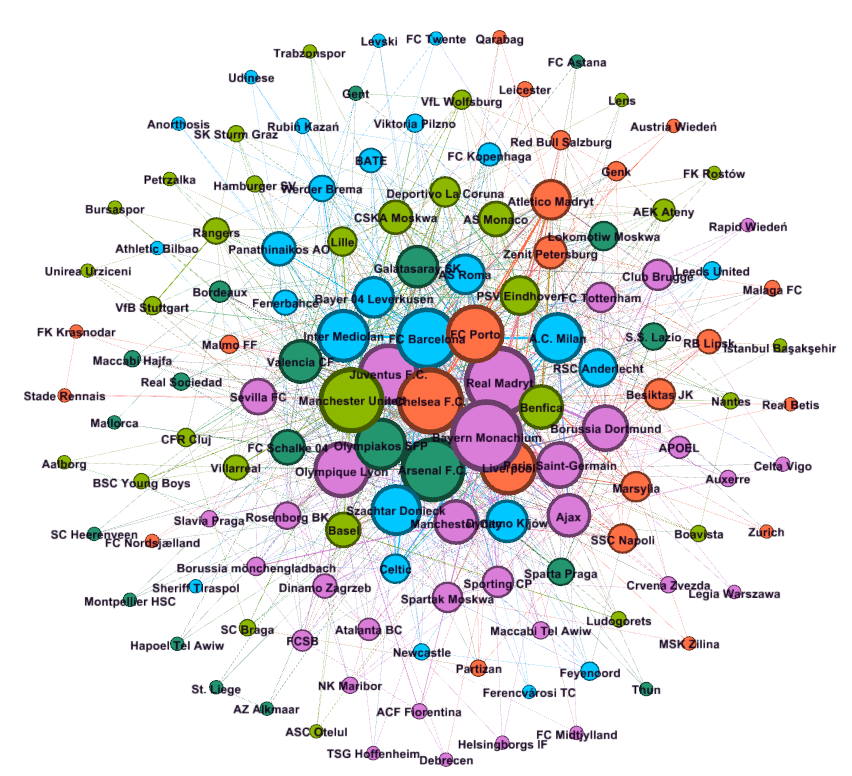 Levski
FC Twente
Qarabag
Trabzonspor
FC Astana
Udinese
Gent
Leicester
VfL Wolfsburg
Lens
Anorthosis
SK Sturm Graz
Rubiń Kazań
Viktoria Pilzno
Austria Wiedeń
Red Bull Salzburg
BATE
FC Kopenhaga
Genk
FK Rostów
Petrzalka
Hamburger SV
Werder Brema
Deportivo La Coruna
Atletico Madryt
Bursaspor
CSKA Moskwa
AS Monaco
AEK Ateny
Rangers
Rapid Wiedeń
Lokomotiw Moskwa
Athletic Bilbao
Panathinaikos AO
Lille
Zenit Petersburg
Unirea Urziceni
Galatasaray SK
AS Roma
Club Brugge
Leeds United
Bordeaux
Malaga FC
VfB Stuttgart
Fenerbahce
Bayer 04 Leverkusen
PSV Eindhoven
FC Tottenham
FK Krasnodar
Inter Mediolan
FC Barcelona
FC Porto
A.C. Milan
S.S. Lazio
Malmo FF
RB Lipsk
Istanbul Başakşehir
Maccabi Hajfa
Valencia CF
RSC Anderlecht
Juventus F.C.
Real Sociedad
Real Madryt
Stade Rennais
Sevilla FC
Manchester United
Chelsea F.C.
Benfica
Besiktas JK
Nantes
Real Betis
Mallorca
Borussia Dortmund
CFR Cluj
FC Schalke 04
Olympiakos SFP
Bayern Monachium
APOEL
Aalborg
Villarreal
Olympique Lyon
Arsenal F.C.
Liverpool
Paris Saint-Germain
Celfa Vigo
BSC Young Boys
Marsylia
Auxerre
Slavia Praga
Rosenborg BK
Szachtar Donieck
Ajax
SC Heerenveen
Basel
Manchester City
Dynamo Kijów
Boavista
Zurich
FC Nordsjælland
SSC Napoli
Borussia mönchengladbach
Celtic
Sparta Praga
Sheriff Tiraspol
Dinamo Zagrzeb
Sporting CP
Crvena Zvezda
Legia Warszawa
Montpellier HSC
Spartak Moskwa
Ludogorets
SC Braga
Atalanta BC
Maccabi Tel Awiw
Hapoel Tel Awiw
FCSB
MSK Zilina
Newcastle
Partizan
Feyenoord
St. Liege
NK Maribor
Ferencvárosi TC
Thun
AZ Alkmaar
ACF Fiorentina
ASC Otelul
FC Midtjylland
Helsingborgs IF
TSG Hoffenheim
Debrecen